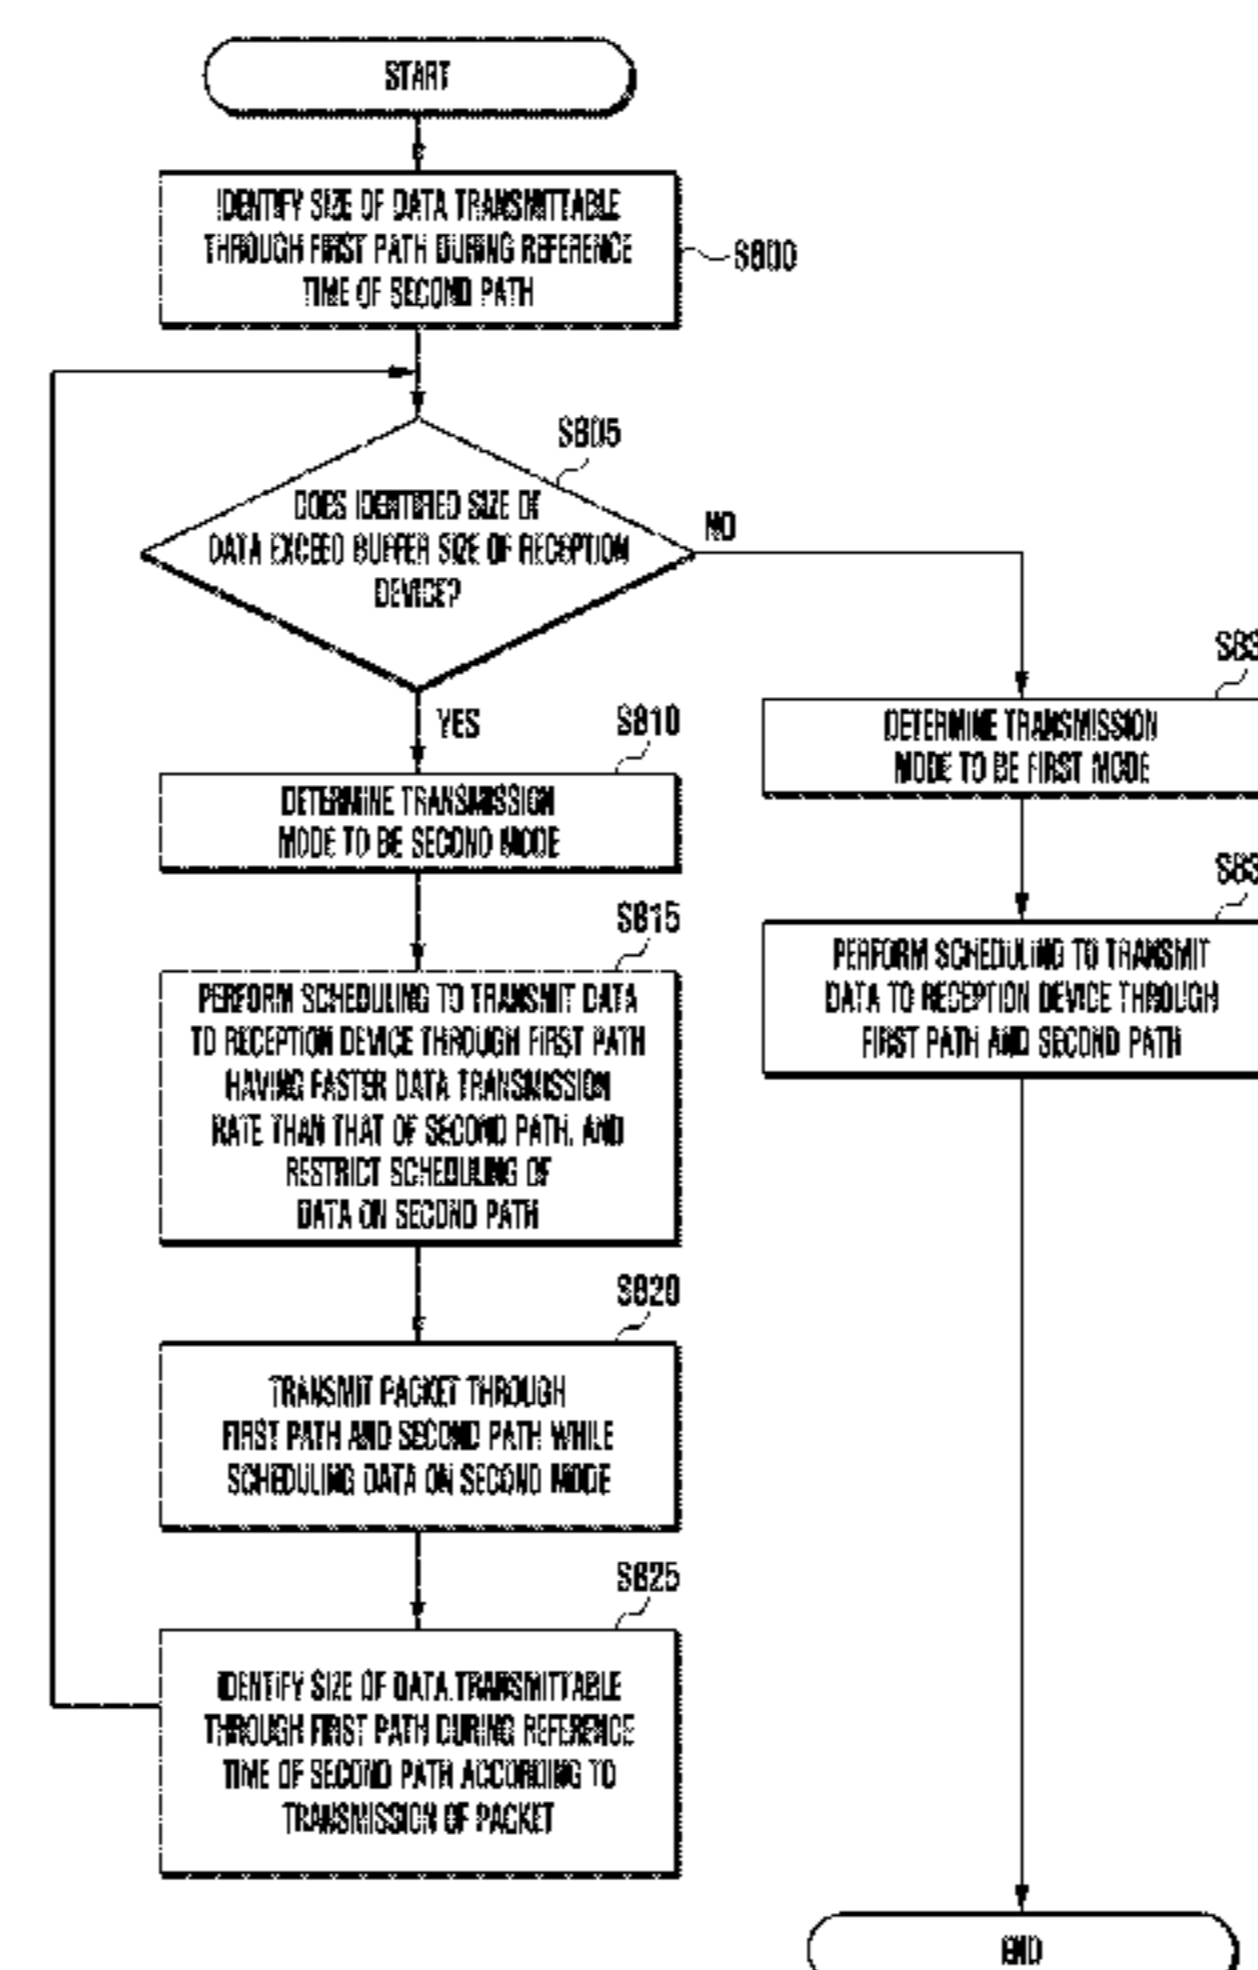 START
IDENTIFY SIZE OF DATA TRANSMITTABLE
THROUGH FIRST PATH DURING REFERENCE
TIME OF SECOND PATH
S800
S805
DOES IDENTIFIED SIZE OF
DATA EXCEED BUFFER SIZE OF RECEPTION
DEVICE?
NO
YES
S810
DETERMINE TRANSMISSION
MODE TO BE SECOND MODE
S815
PERFORM SCHEDULING TO TRANSMIT DATA
TO RECEPTION DEVICE THROUGH FIRST PATH
HAVING FASTER DATA TRANSMISSION
RATE THAN THAT OF SECOND PATH, AND
RESTRICT SCHEDULING OF
DATA ON SECOND PATH
S820
TRANSMIT PACKET THROUGH
FIRST PATH AND SECOND PATH WHILE
SCHEDULING DATA ON SECOND MODE
S825
IDENTIFY SIZE OF DATA TRANSMITTABLE
THROUGH FIRST PATH DURING REFERENCE
TIME OF SECOND PATH ACCORDING TO
TRANSMISSION OF PACKET
DETERMINE TRANSMISSION
MODE TO BE FIRST MODE
PERFORM SCHEDULING TO TRANSMIT
DATA TO RECEPTION DEVICE THROUGH
FIRST PATH AND SECOND PATH
END